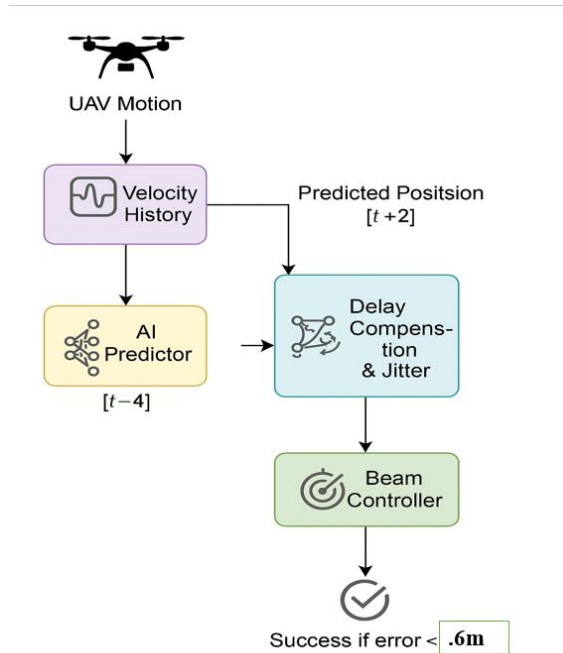 UAV Motion
Velocity
History
Predicted Positsion
[t +2]
AI
Predictor
[t−4]
Delay
Compens-
tion
& Jitter
Beam
Controller
Success if error < .6m